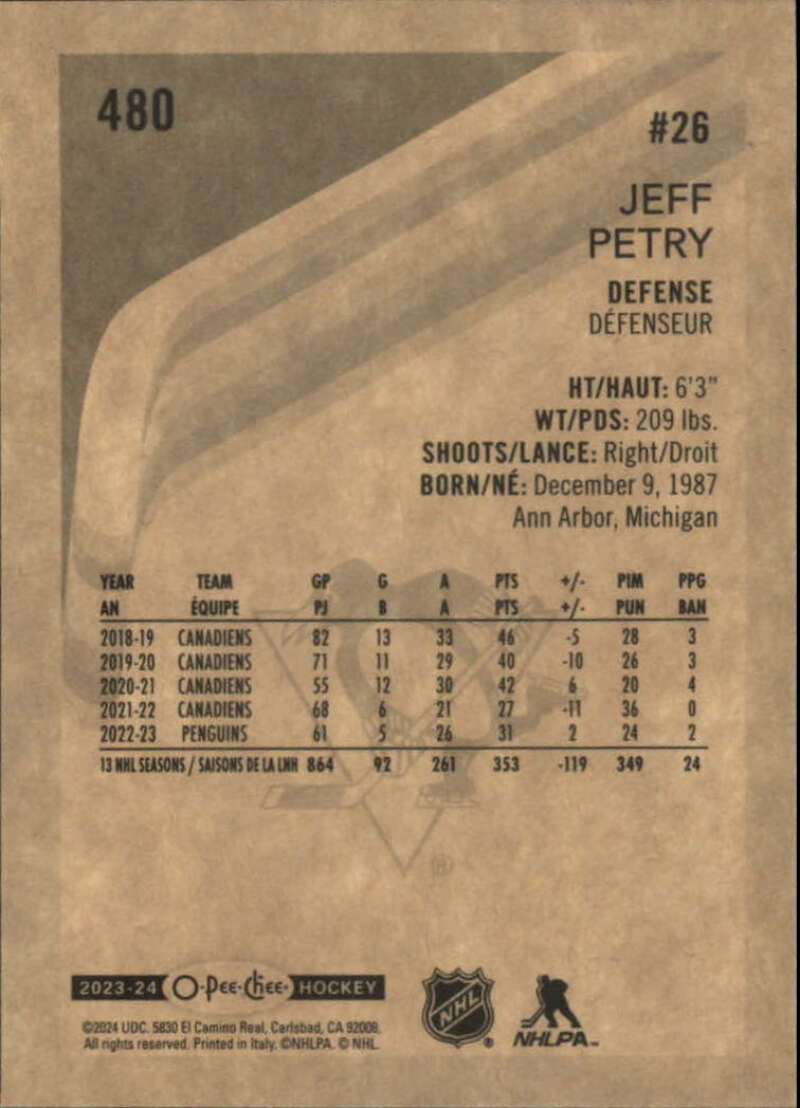 480
#26
JEFF
PETRY
DEFENSE
DÉFENSEUR
HT/HAUT: 6'3"
WT/PDS: 209 lbs.
SHOOTS/LANCE: Right/Droit
BORN/NÉ: December 9, 1987
Ann Arbor, Michigan
YEAR TEAM GP G A PTS +/- PIM PPG
AN ÉQUIPE PJ B A PTS +/- PUN BAN
2018-19 CANADIENS 82 13 33 46 -5 28 3
2019-20 CANADIENS 71 11 29 40 -10 26 3
2020-21 CANADIENS 55 12 30 42 6 20 4
2021-22 CANADIENS 68 6 21 27 -11 36 0
2022-23 PENGUINS 61 5 26 31 2 24 2
13 NHL SEASONS / SAISONS DE LA LNH 864 92 261 353 -119 349 24
2023-24 O-Pee-Chee HOCKEY
©2024 UDC. 5830 El Camino Real, Carlsbad, CA 92008.
All rights reserved. Printed in Italy. ©NHLPA. © NHL.
NHL
NHLPA